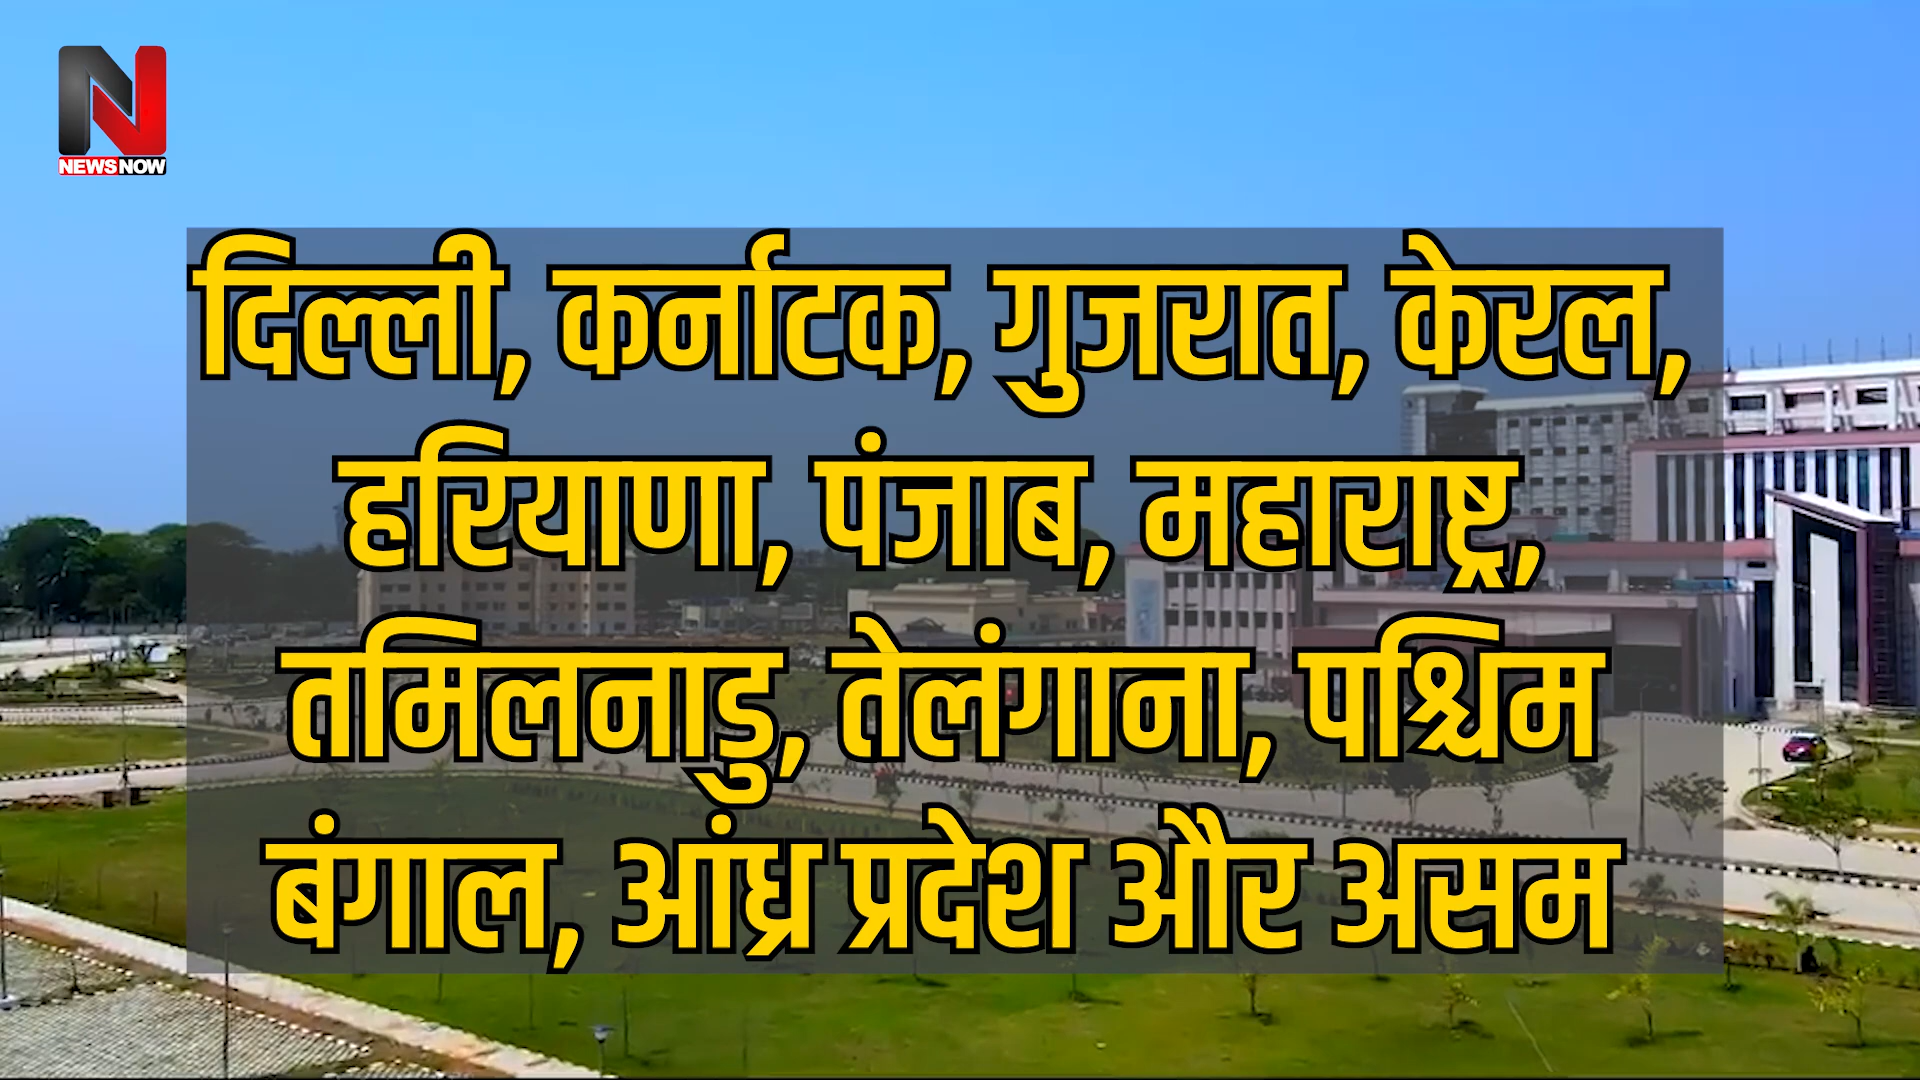 NEWSNOW
दिल्ली, कर्नाटक, गुजरात, केरल,
हरियाणा, पंजाब, महाराष्ट्र,
तमिलनाडु, तेलंगाना, पश्चिम
बंगाल, आंध्र प्रदेश और असम